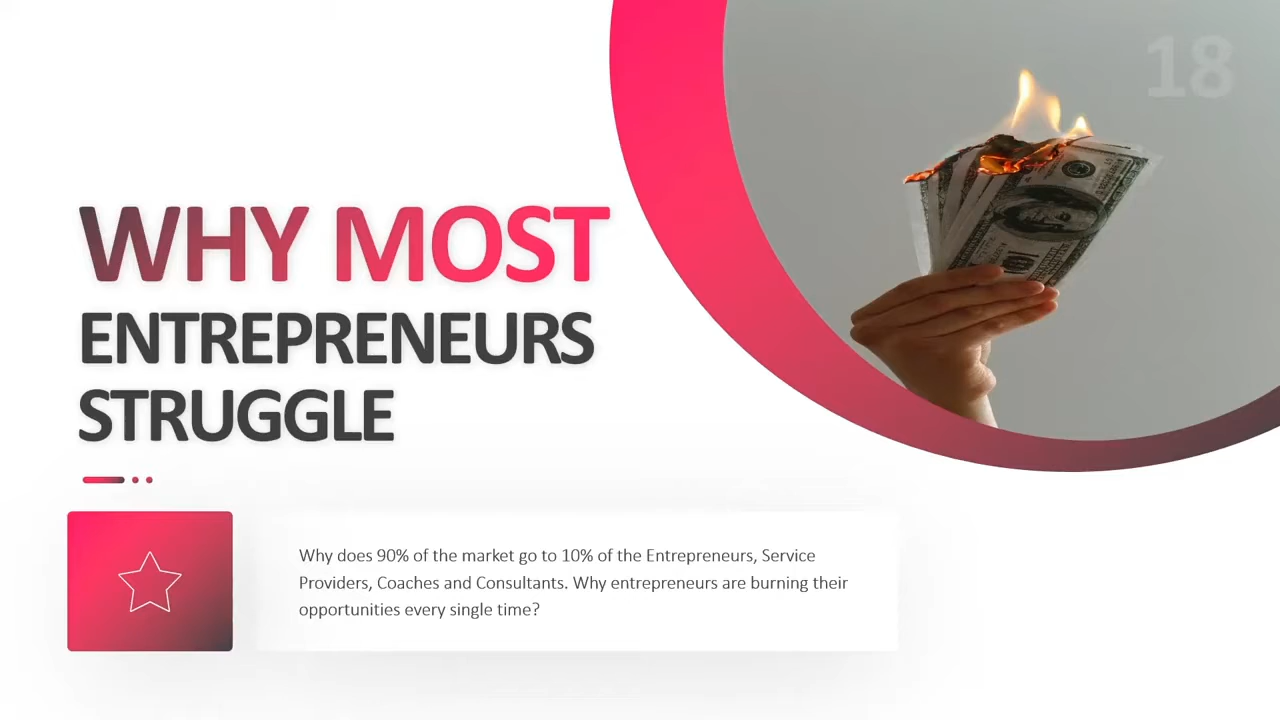 18
WHY MOST
ENTREPRENEURS
STRUGGLE
Why does 90% of the market go to 10% of the Entrepreneurs, Service
Providers, Coaches and Consultants. Why entrepreneurs are burning their
opportunities every single time?